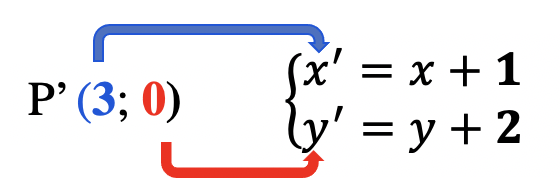 P’ (3; 0)
x′ = x + 1
y′ = y + 2